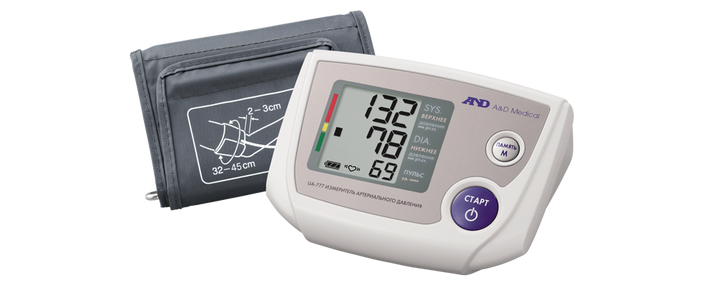 2–3cm
32–45cm
AND A&D Medical
132
SYS.
ВЕРХНЕЕ
78
DIA.
НИЖНЕЕ
69
ПУЛЬС
ПАМЯТЬ
М
СТАРТ
UA-777 ИЗМЕРИТЕЛЬ АРТЕРИАЛЬНОГО ДАВЛЕНИЯ